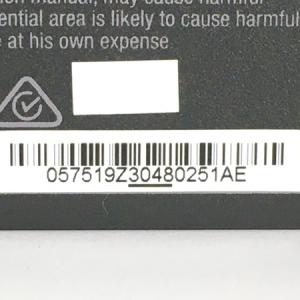 ential area is likely to cause harmful
e at his own expense
057519Z30480251AE